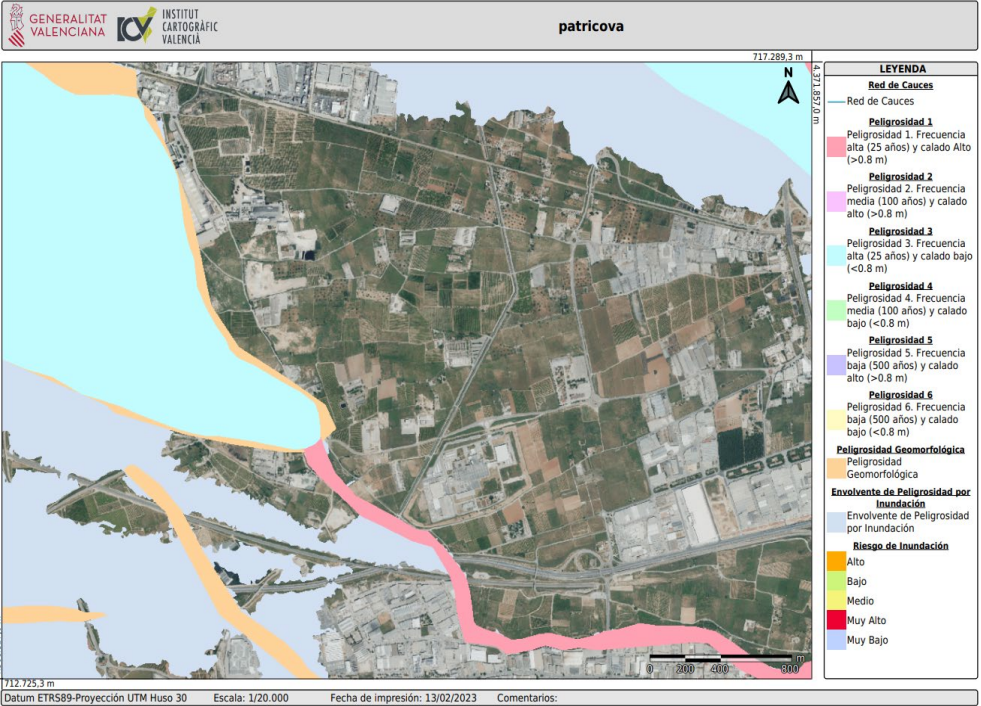 GENERALITAT
VALENCIANA
ICV
INSTITUT
CARTOGRÀFIC
VALENCIÀ
patricova
717.289,3 m
4.371.857,0 m
N
LEYENDA
Red de Cauces
Red de Cauces
Peligrosidad 1
Peligrosidad 1. Frecuencia
alta (25 años) y calado Alto
(>0.8 m)
Peligrosidad 2
Peligrosidad 2. Frecuencia
media (100 años) y calado
alto (>0.8 m)
Peligrosidad 3
Peligrosidad 3. Frecuencia
alta (25 años) y calado bajo
(<0.8 m)
Peligrosidad 4
Peligrosidad 4. Frecuencia
media (100 años) y calado
bajo (<0.8 m)
Peligrosidad 5
Peligrosidad 5. Frecuencia
baja (500 años) y calado
alto (>0.8 m)
Peligrosidad 6
Peligrosidad 6. Frecuencia
baja (500 años) y calado
bajo (<0.8 m)
Peligrosidad Geomorfológica
Peligrosidad
Geomorfológica
Envolvente de Peligrosidad por
Inundación
Envolvente de Peligrosidad
por Inundación
Riesgo de Inundación
Alto
Bajo
Medio
Muy Alto
Muy Bajo
m
0 200 400 800
712.725,3 m
Datum ETRS89-Proyección UTM Huso 30 Escala: 1/20.000 Fecha de impresión: 13/02/2023 Comentarios: